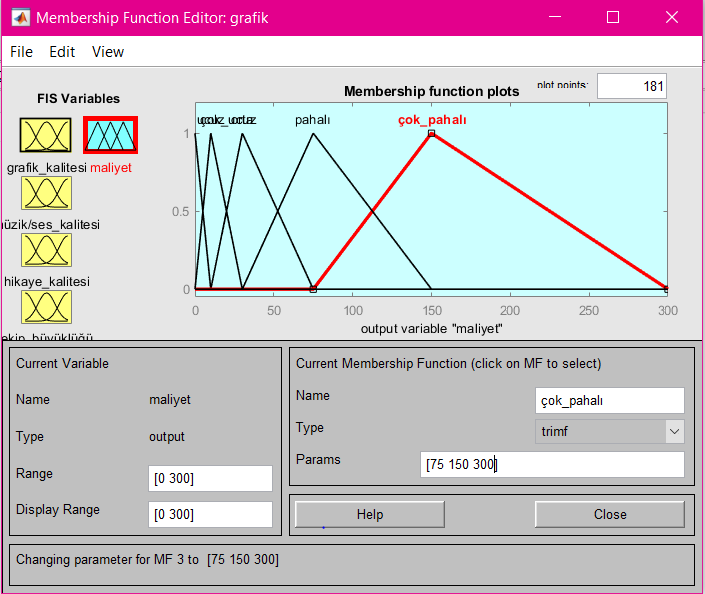 Membership Function Editor: grafik
File Edit View
FIS Variables
Membership function plots
plot points:
181
grafik_kalitesi
maliyet
müzik/ses_kalitesi
hikaye_kalitesi
ekip_büyüklüğü
pahalı
çok_pahalı
1
0.5
0
0 50 100 150 200 250 300
output variable "maliyet"
Current Variable
Name maliyet
Type output
Range [0 300]
Display Range [0 300]
Current Membership Function (click on MF to select)
Name çok_pahalı
Type trimf
Params [75 150 300]
Help Close
Changing parameter for MF 3 to [75 150 300]